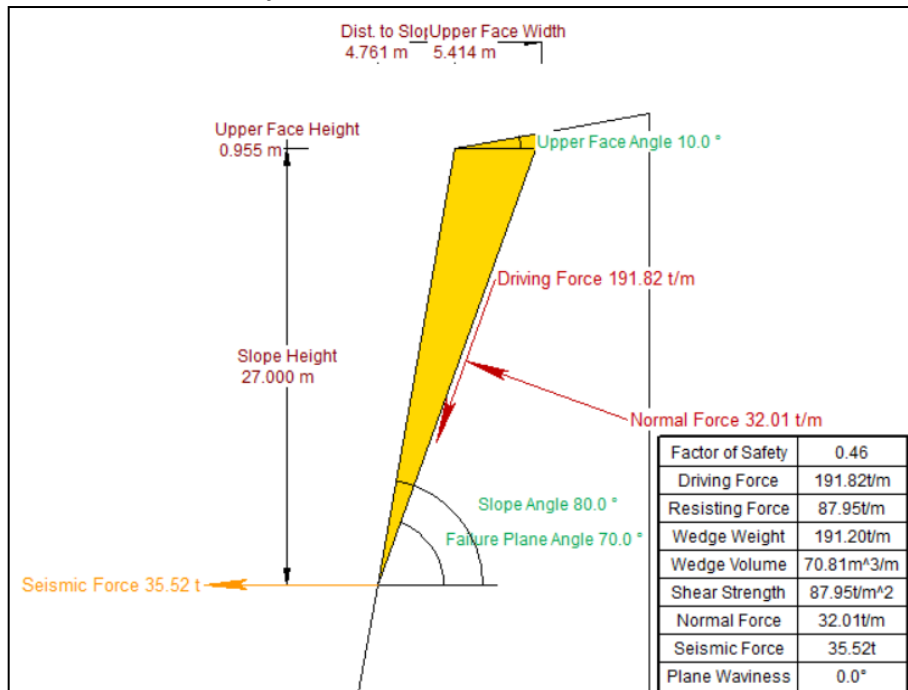 Dist. to Slo Upper Face Width
4.761 m 5.414 m
Upper Face Height
0.955 m
Upper Face Angle 10.0 °
Driving Force 191.82 t/m
Slope Height
27.000 m
Normal Force 32.01 t/m
Slope Angle 80.0 °
Failure Plane Angle 70.0 °
Seismic Force 35.52 t
Factor of Safety 0.46
Driving Force 191.82t/m
Resisting Force 87.95t/m
Wedge Weight 191.20t/m
Wedge Volume 70.81m^3/m
Shear Strength 87.95t/m^2
Normal Force 32.01t/m
Seismic Force 35.52t
Plane Waviness 0.0°